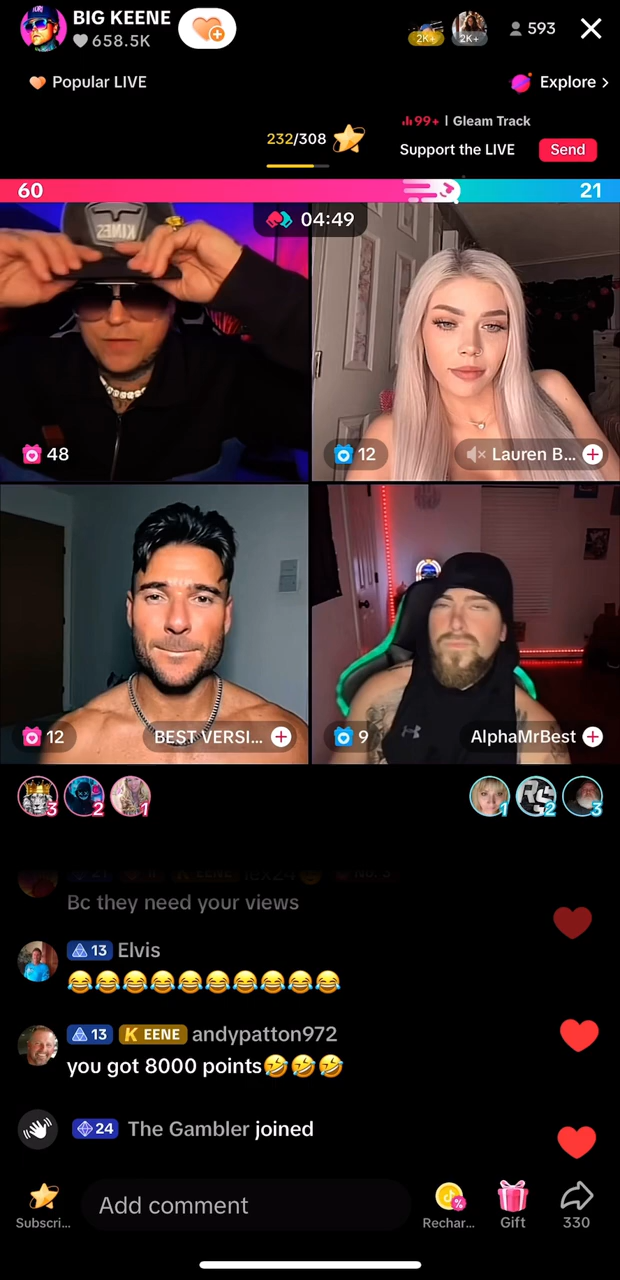 BIG KEENE
658.5K
2K+
2K+
593
Popular LIVE
Explore >
232/308
99+ | Gleam Track
Support the LIVE
Send
60
21
04:49
48
12
Lauren B...
12
BEST VERSI...
9
AlphaMrBest
3
2
1
1
2
3
Bc they need your views
13 Elvis
😂😂😂😂😂😂😂😂😂😂
13 KEENE andypatton972
you got 8000 points🤣🤣🤣
24 The Gambler joined
Subscri...
Add comment
Rechar...
Gift
330